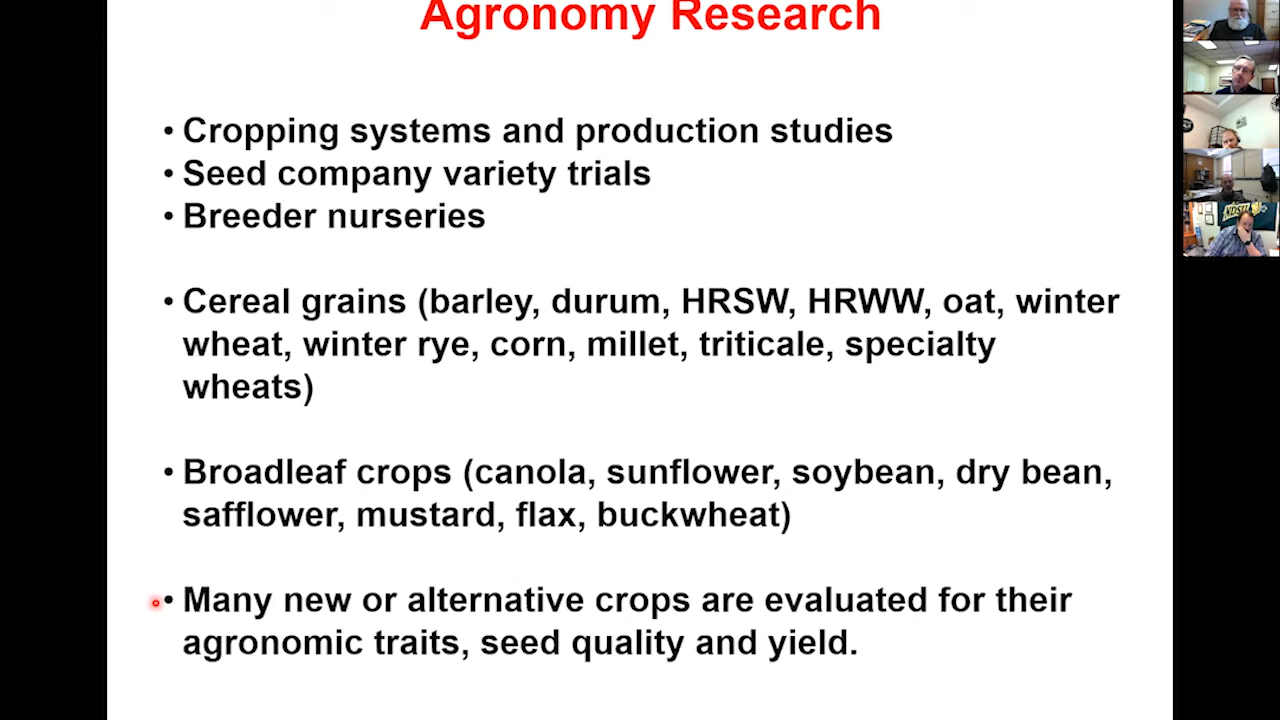 Agronomy Research
• Cropping systems and production studies
• Seed company variety trials
• Breeder nurseries
• Cereal grains (barley, durum, HRSW, HRWW, oat, winter
wheat, winter rye, corn, millet, triticale, specialty
wheats)
• Broadleaf crops (canola, sunflower, soybean, dry bean,
safflower, mustard, flax, buckwheat)
• Many new or alternative crops are evaluated for their
agronomic traits, seed quality and yield.
NDSU